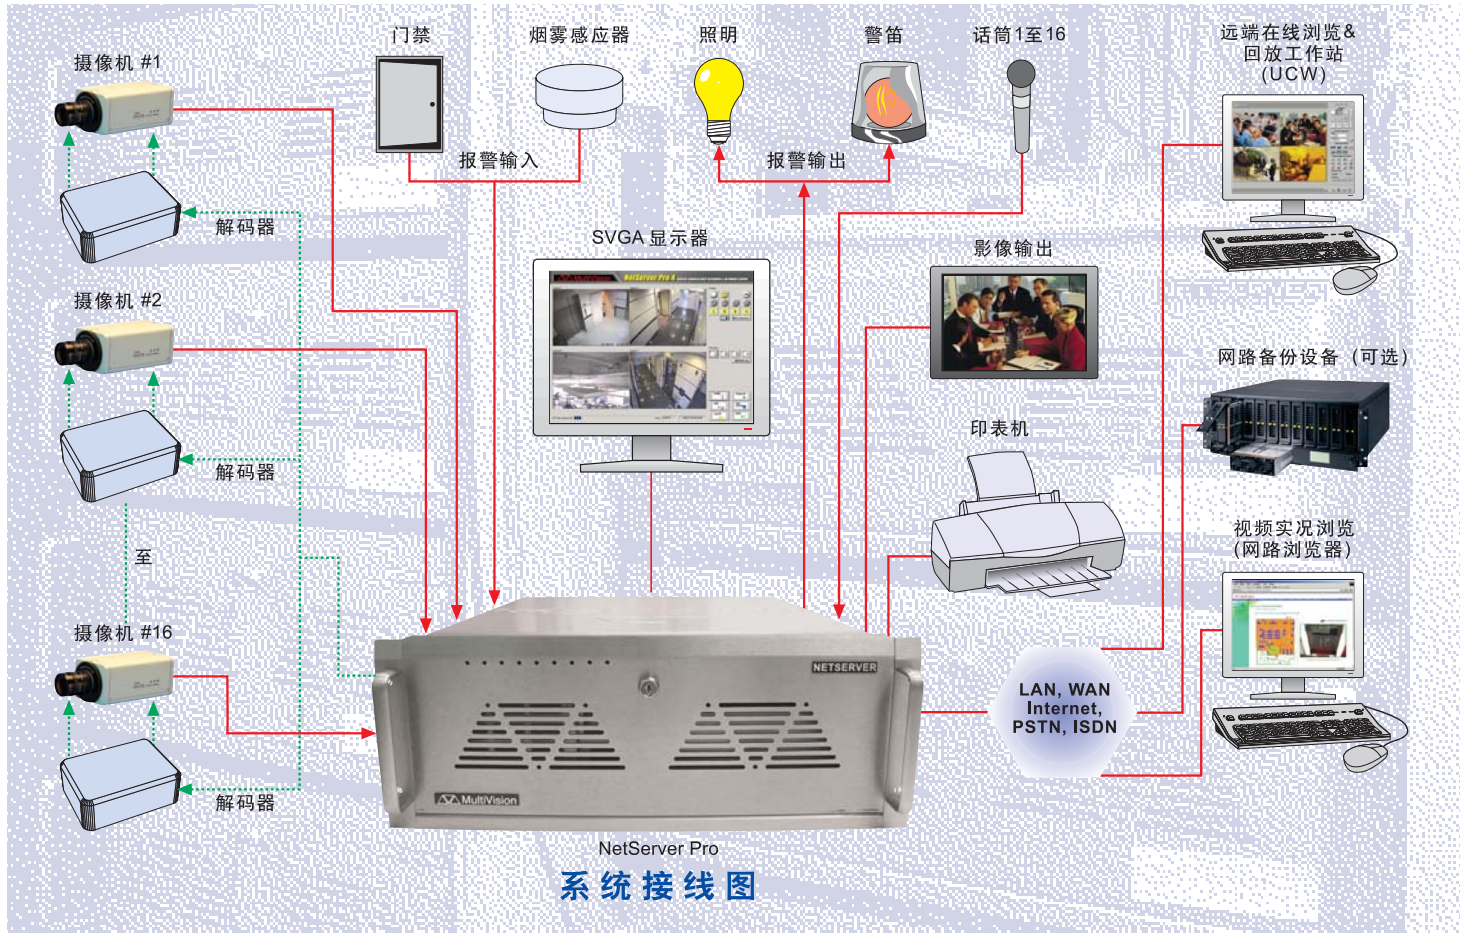 门禁
烟雾感应器
照明
警笛
话筒1至16
远端在线浏览&
回放工作站
(UCW)
摄像机 #1
报警输入
报警输出
解码器
SVGA 显示器
影像输出
NetServer Pro
摄像机 #2
网路备份设备（可选）
印表机
解码器
视频实况浏览
(网路浏览器)
至
摄像机 #16
NETSERVER
LAN, WAN
Internet,
PSTN, ISDN
解码器
MultiVision
NetServer Pro
系统接线图